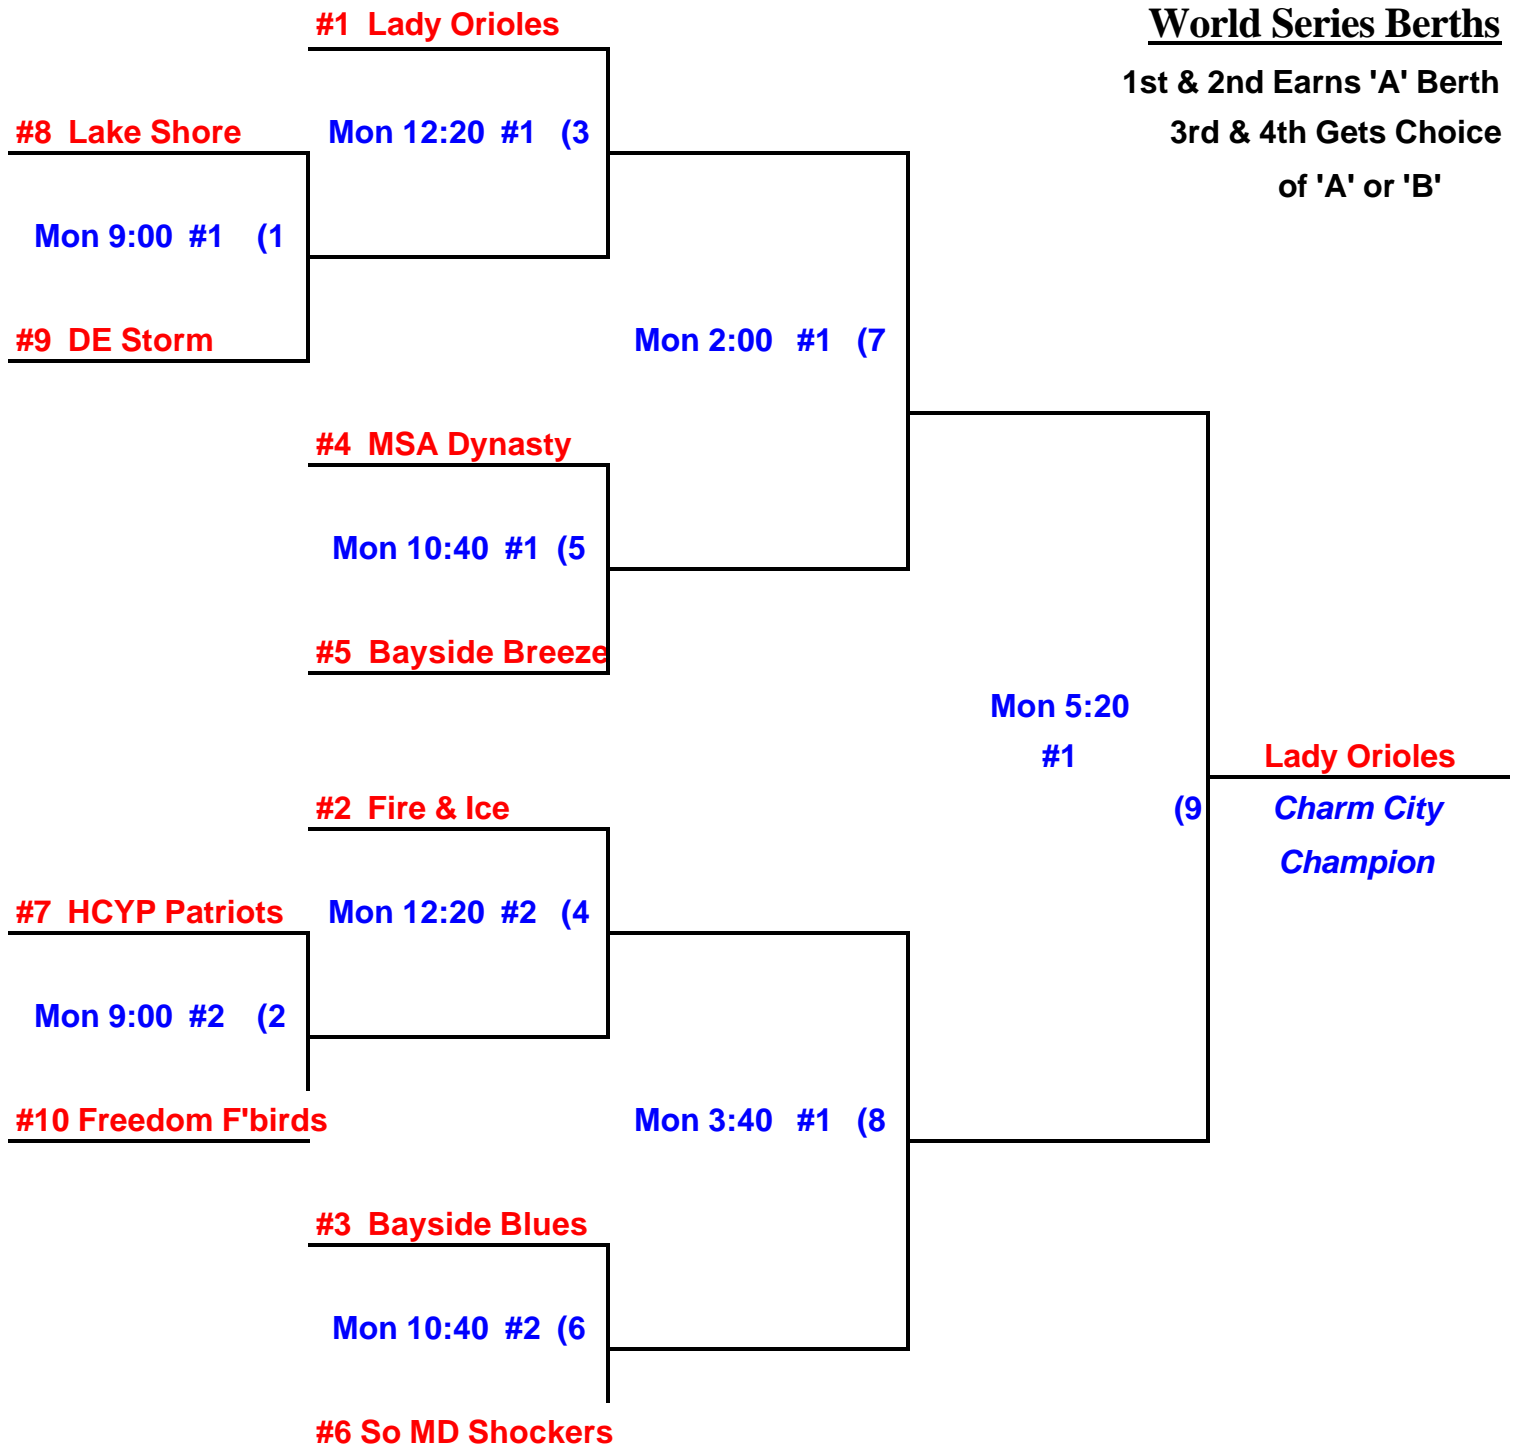 #1 Lady Orioles
World Series Berths
1st & 2nd Earns 'A' Berth
#8 Lake Shore
Mon 12:20 #1 (3
3rd & 4th Gets Choice
of 'A' or 'B'
Mon 9:00 #1 (1
#9 DE Storm
Mon 2:00 #1 (7
#4 MSA Dynasty
Mon 10:40 #1 (5
#5 Bayside Breeze
Mon 5:20
#1
Lady Orioles
#2 Fire & Ice
(9
Charm City
Champion
#7 HCYP Patriots
Mon 12:20 #2 (4
Mon 9:00 #2 (2
#10 Freedom F'birds
Mon 3:40 #1 (8
#3 Bayside Blues
Mon 10:40 #2 (6
#6 So MD Shockers